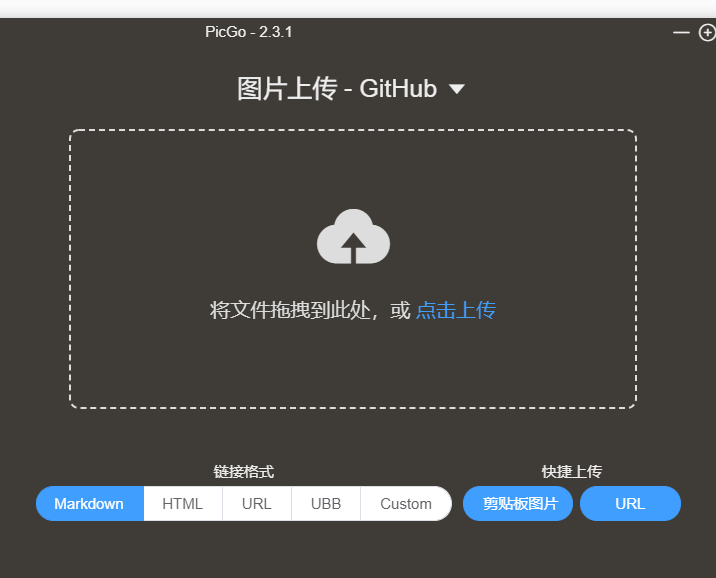 PicGo - 2.3.1
图片上传 - GitHub
将文件拖拽到此处，或 点击上传
链接格式
快捷上传
Markdown HTML URL UBB Custom
剪贴板图片 URL